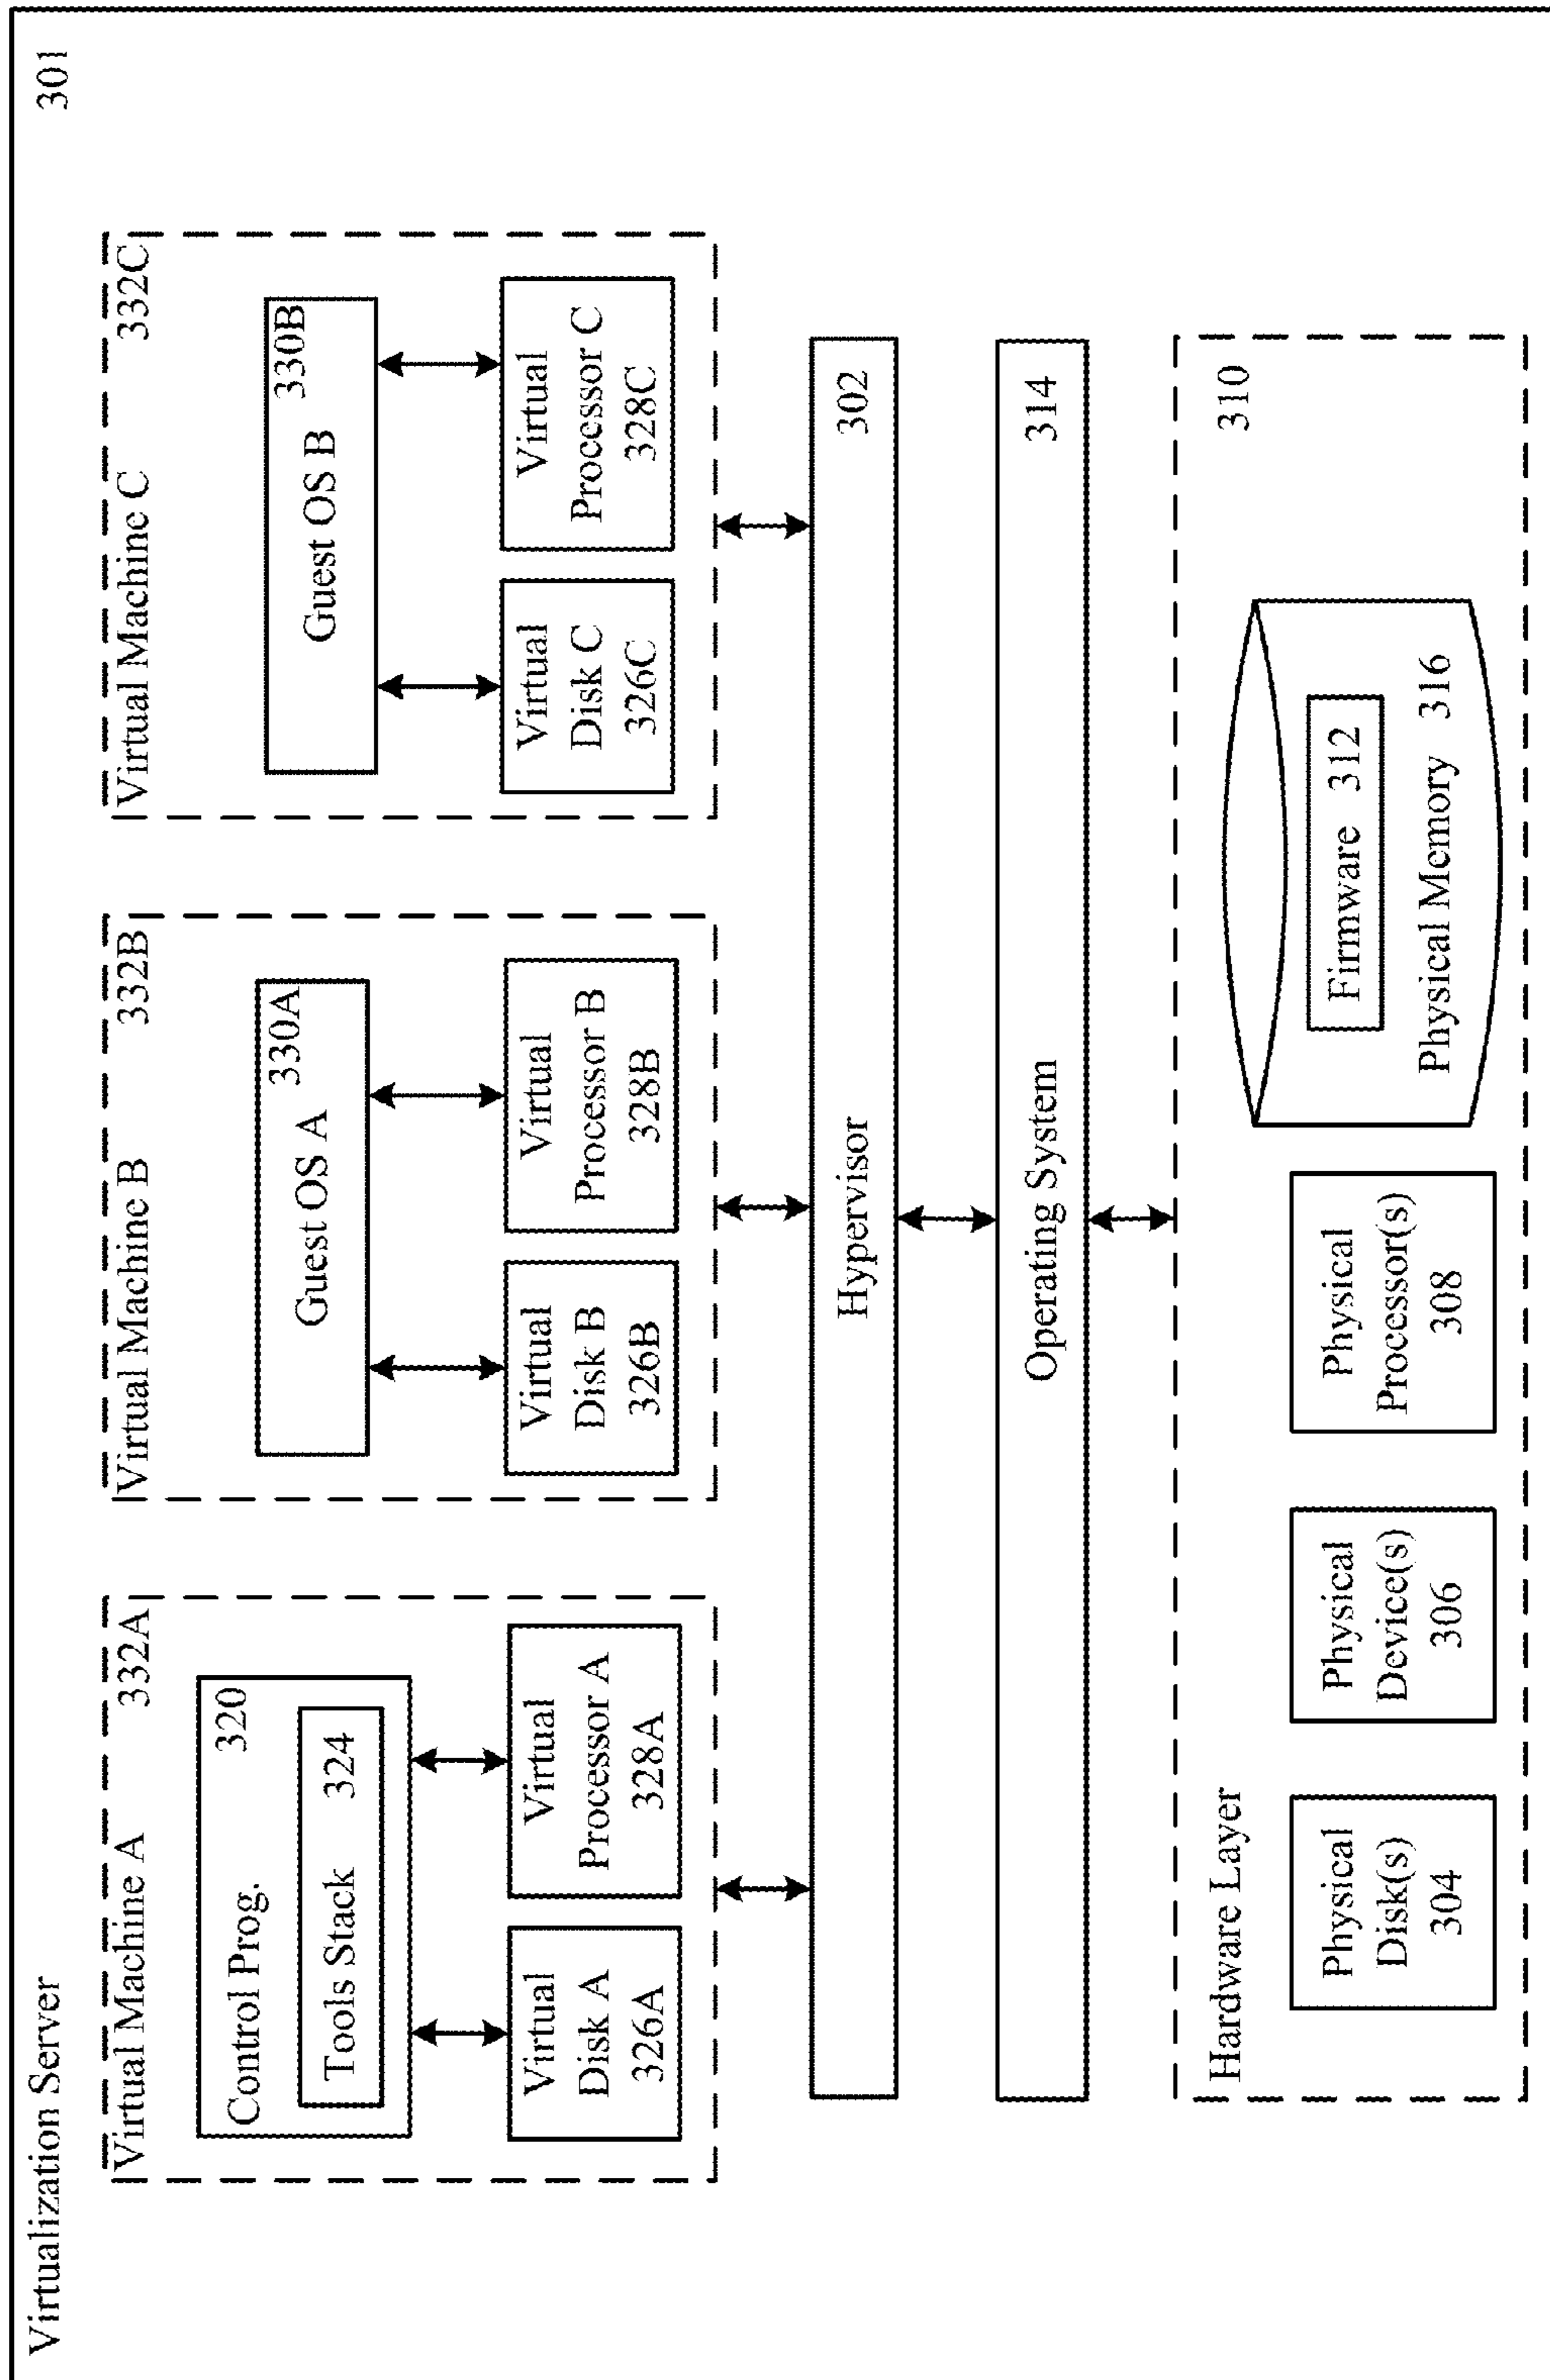 Virtualization Server
301
Virtual Machine A 332A
Control Prog.
320
Tools Stack 324
Virtual
Disk A
326A
Virtual
Processor A
328A
Virtual Machine B 332B
330A
Guest OS A
Virtual
Disk B
326B
Virtual
Processor B
328B
Virtual Machine C 332C
330B
Guest OS B
Virtual
Disk C
326C
Virtual
Processor C
328C
Hypervisor
302
Operating System
314
Hardware Layer
310
Physical
Disk(s)
304
Physical
Device(s)
306
Physical
Processor(s)
308
Firmware 312
Physical Memory 316